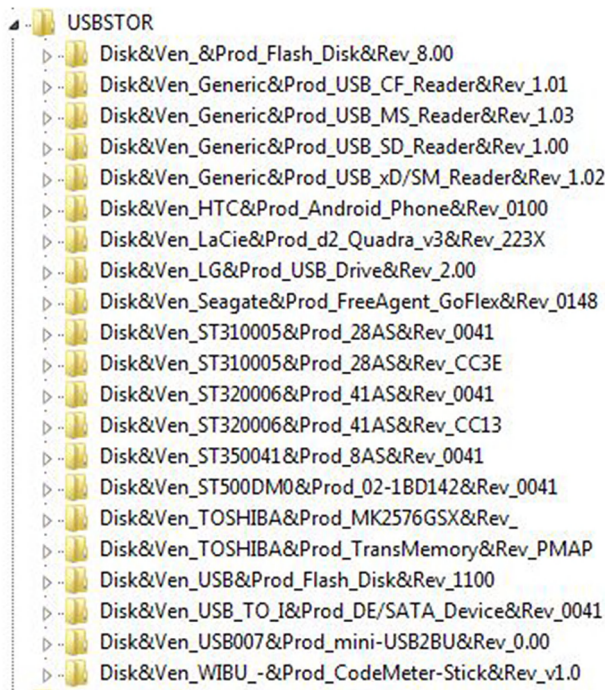 USBSTOR
Disk&Ven_&Prod_Flash_Disk&Rev_8.00
Disk&Ven_Generic&Prod_USB_CF_Reader&Rev_1.01
Disk&Ven_Generic&Prod_USB_MS_Reader&Rev_1.03
Disk&Ven_Generic&Prod_USB_SD_Reader&Rev_1.00
Disk&Ven_Generic&Prod_USB_xD/SM_Reader&Rev_1.02
Disk&Ven_HTC&Prod_Android_Phone&Rev_0100
Disk&Ven_LaCie&Prod_d2_Quadra_v3&Rev_223X
Disk&Ven_LG&Prod_USB_Drive&Rev_2.00
Disk&Ven_Seagate&Prod_FreeAgent_GoFlex&Rev_0148
Disk&Ven_ST310005&Prod_28AS&Rev_0041
Disk&Ven_ST310005&Prod_28AS&Rev_CC3E
Disk&Ven_ST320006&Prod_41AS&Rev_0041
Disk&Ven_ST320006&Prod_41AS&Rev_CC13
Disk&Ven_ST350041&Prod_8AS&Rev_0041
Disk&Ven_ST500DM0&Prod_02-1BD142&Rev_0041
Disk&Ven_TOSHIBA&Prod_MK2576GSX&Rev_
Disk&Ven_TOSHIBA&Prod_TransMemory&Rev_PMAP
Disk&Ven_USB&Prod_Flash_Disk&Rev_1100
Disk&Ven_USB_TO_I&Prod_DE/SATA_Device&Rev_0041
Disk&Ven_USB007&Prod_mini-USB2BU&Rev_0.00
Disk&Ven_WIBU_-&Prod_CodeMeter-Stick&Rev_v1.0